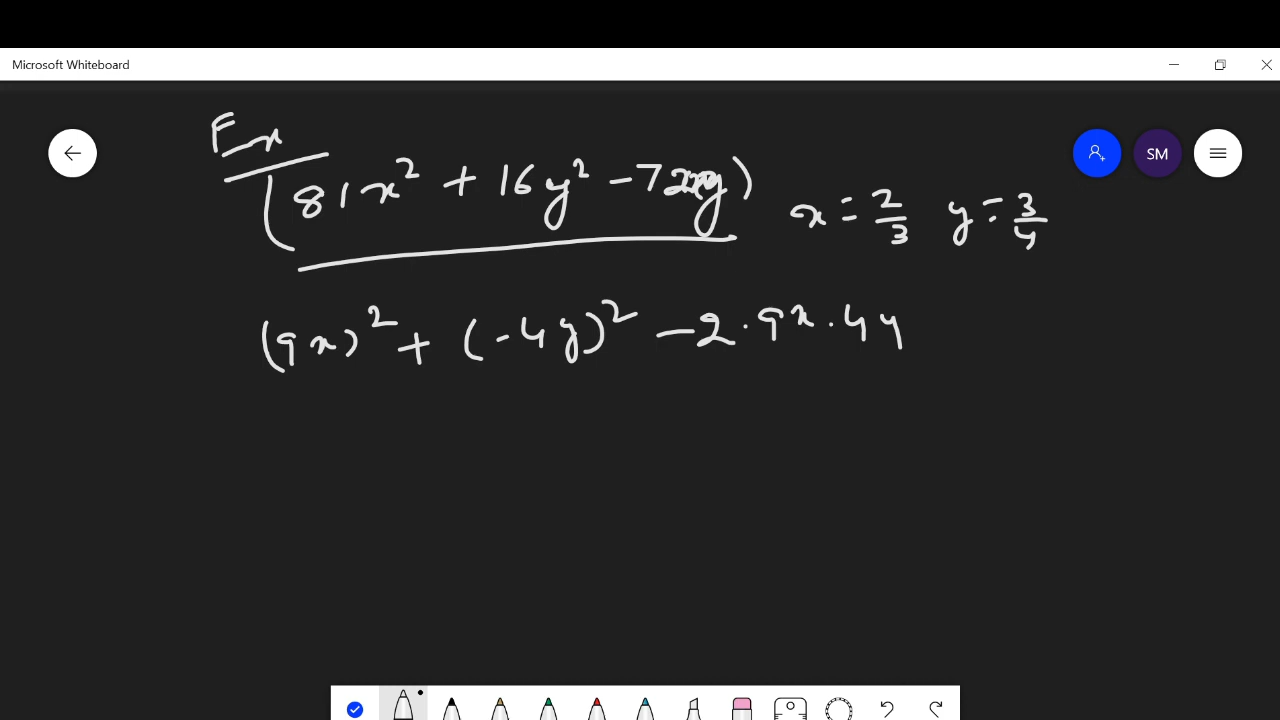 Microsoft Whiteboard
Ex
SM
(81x² + 16y² - 72xy) x = 2/3 y = 3/4
(9x)² + (-4y)² - 2·9x·4y